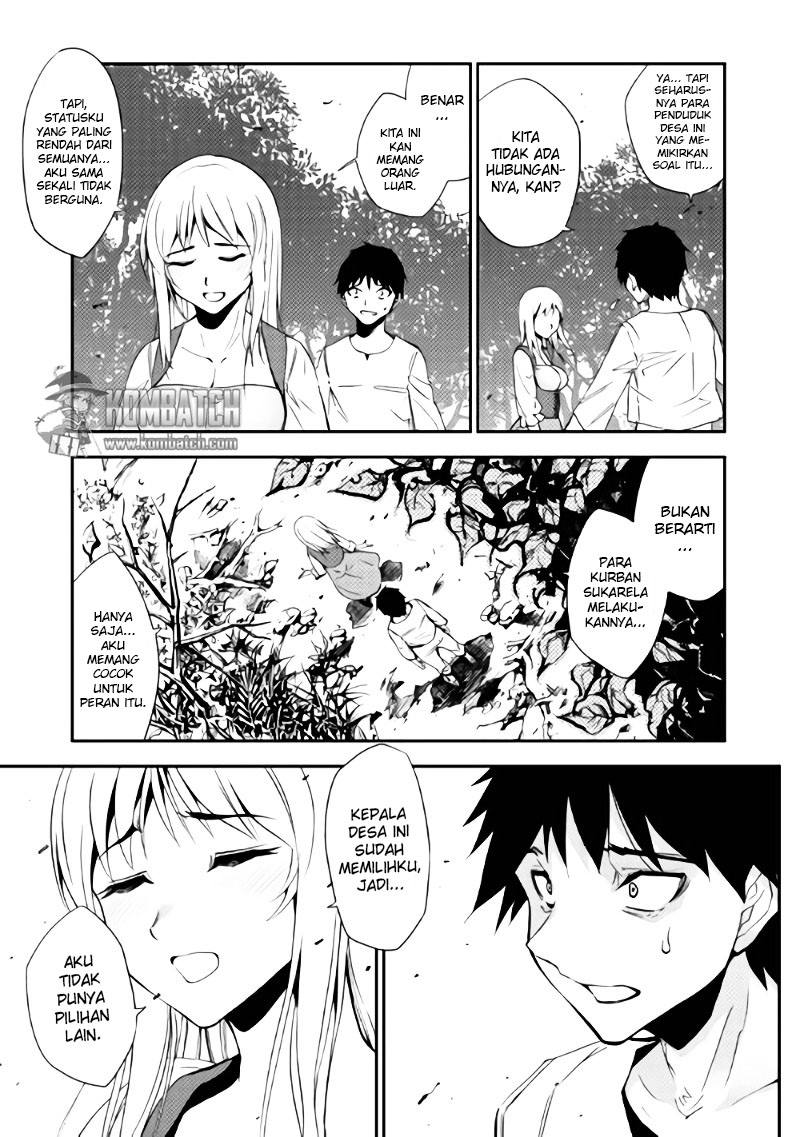 YA... TAPI
SEHARUS-
NYA PARA
PENDUDUK
DESA INI
YANG ME-
MIKIRKAN
SOAL ITU...
KITA
TIDAK ADA
HUBUNGAN-
NYA, KAN?
BENAR
...
KITA INI
KAN
MEMANG
ORANG
LUAR.
TAPI,
STATUSKU
YANG PALING
RENDAH DARI
SEMUANYA...
AKU SAMA
SEKALI TIDAK
BERGUNA.
KOMBATCH
www.kombatch.com
BUKAN
BERARTI
...
PARA
KURBAN
SUKARELA
MELAKU-
KANNYA...
HANYA
SAJA...
AKU
MEMANG
COCOK
UNTUK
PERAN ITU.
KEPALA
DESA INI
SUDAH
MEMILIHKU,
JADI...
AKU
TIDAK
PUNYA
PILIHAN
LAIN.